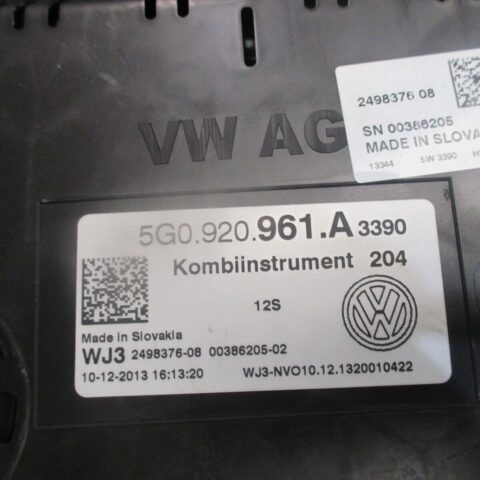 VW AG
2498376 08
SN 00386205
MADE IN SLOVA
13344 SW 3390 H
5G0.920.961.A 3390
Kombiinstrument 204
12S
Made in Slovakia
WJ3 2498376-08 00386205-02
10-12-2013 16:13:20 WJ3-NVO10.12.1320010422